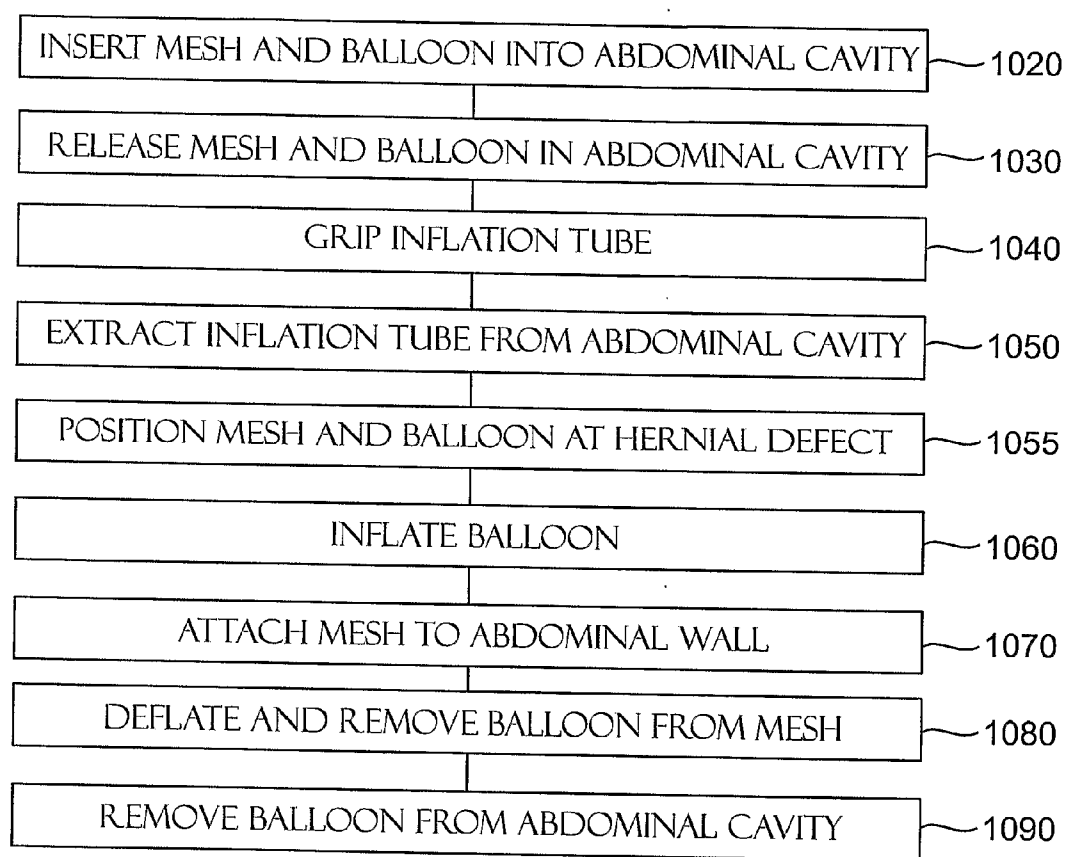 INSERT MESH AND BALLOON INTO ABDOMINAL CAVITY 1020
RELEASE MESH AND BALLOON IN ABDOMINAL CAVITY 1030
GRIP INFLATION TUBE 1040
EXTRACT INFLATION TUBE FROM ABDOMINAL CAVITY 1050
POSITION MESH AND BALLOON AT HERNIAL DEFECT 1055
INFLATE BALLOON 1060
ATTACH MESH TO ABDOMINAL WALL 1070
DEFLATE AND REMOVE BALLOON FROM MESH 1080
REMOVE BALLOON FROM ABDOMINAL CAVITY 1090